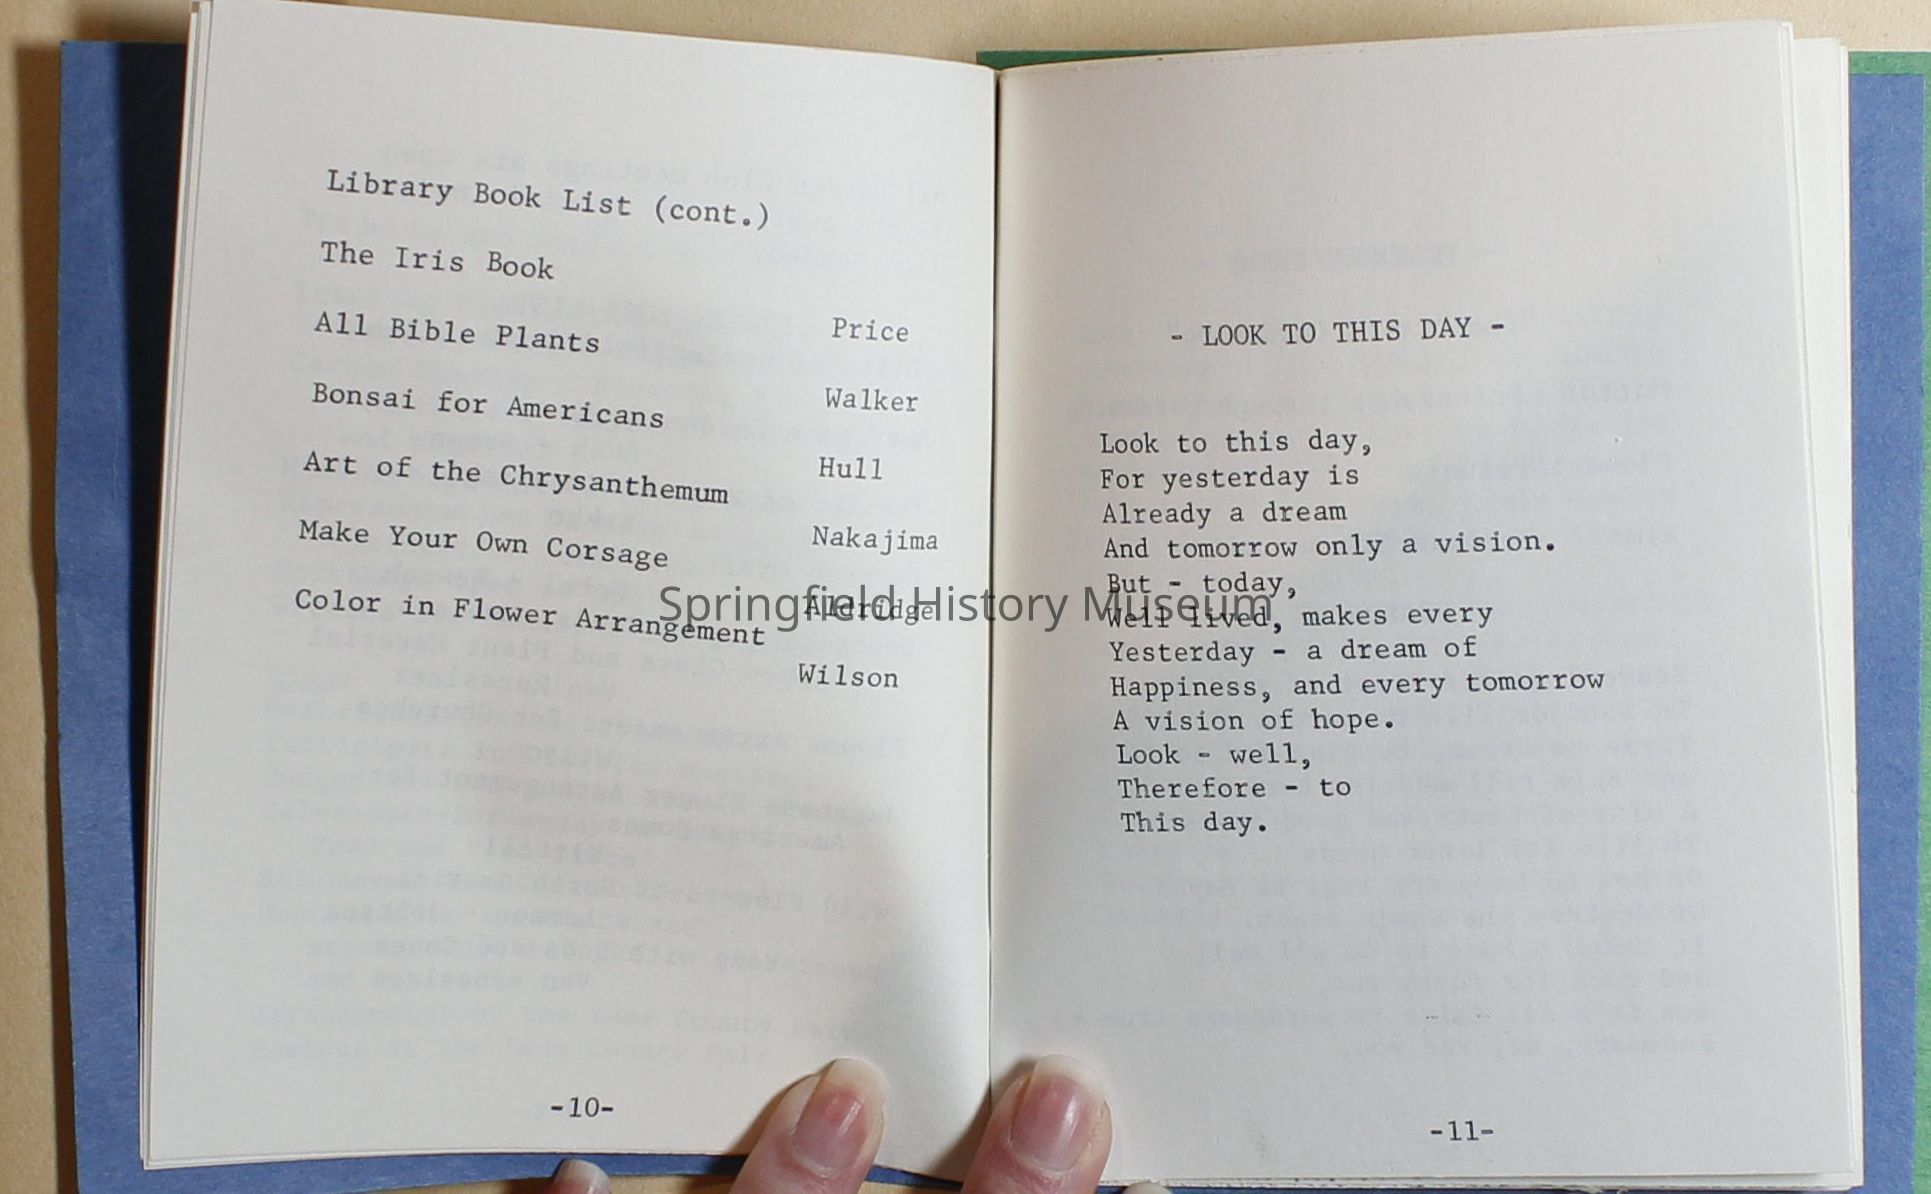 Library Book List (cont.)
The Iris Book Price
All Bible Plants Walker
Bonsai for Americans Hull
Art of the Chrysanthemum Nakajima
Make Your Own Corsage Aldridge
Color in Flower Arrangement Wilson
-10-
- LOOK TO THIS DAY -
Look to this day,
For yesterday is
Already a dream
And tomorrow only a vision.
But - today,
Well lived, makes every
Yesterday - a dream of
Happiness, and every tomorrow
A vision of hope.
Look - well,
Therefore - to
This day.
-11-
Springfield History Museum